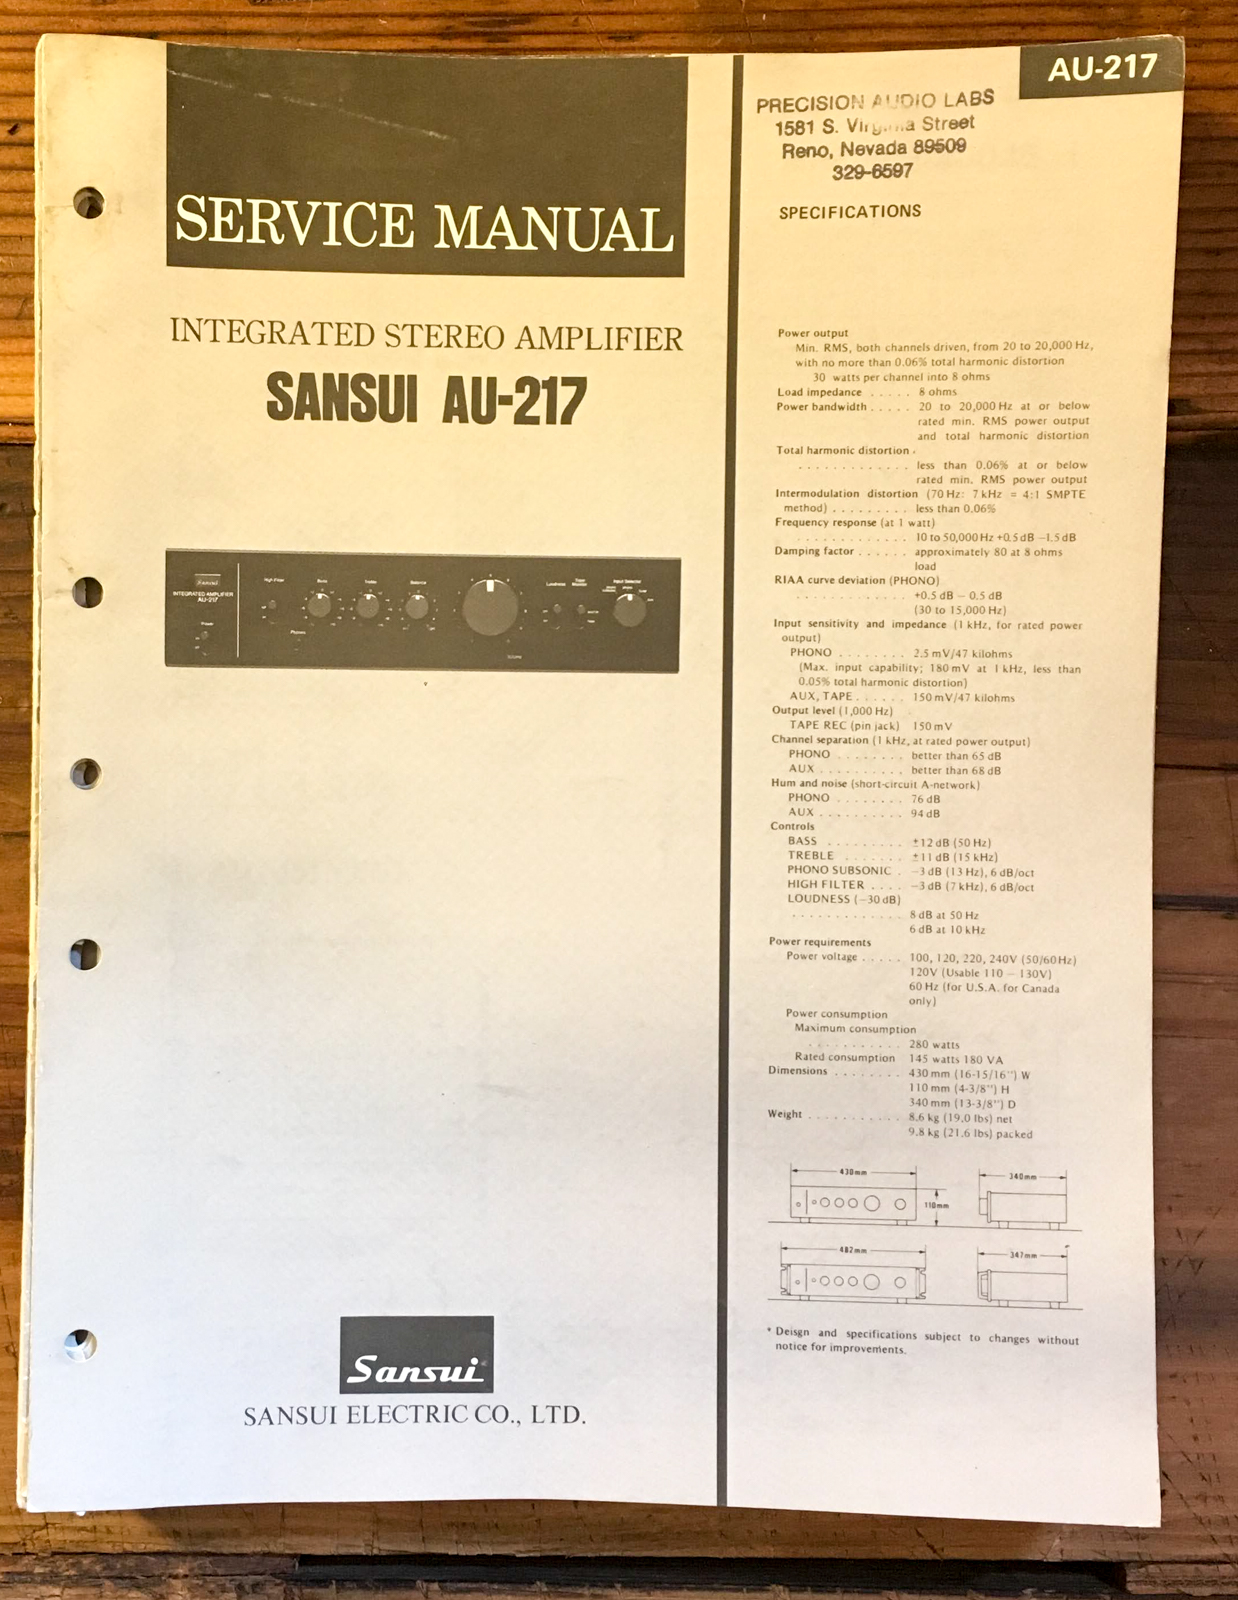 SERVICE MANUAL
INTEGRATED STEREO AMPLIFIER
SANSUI AU-217
Sansui
INTEGRATED AMPLIFIER
AU-217
Power
High Filter
Phones
Bass
Treble
Balance
Volume
Loudness
Tape
Monitor
Input Selector
Sansui
SANSUI ELECTRIC CO., LTD.
AU-217
PRECISION AUDIO LABS
1581 S. Virginia Street
Reno, Nevada 89509
329-6597
SPECIFICATIONS
Power output
Min. RMS, both channels driven, from 20 to 20,000 Hz,
with no more than 0.06% total harmonic distortion
30 watts per channel into 8 ohms
Load impedance . . . . . 8 ohms
Power bandwidth . . . . . 20 to 20,000 Hz at or below
rated min. RMS power output
and total harmonic distortion
Total harmonic distortion .
. . . . . . . . . . . . . less than 0.06% at or below
rated min. RMS power output
Intermodulation distortion (70 Hz: 7 kHz = 4:1 SMPTE
method) . . . . . . . . . less than 0.06%
Frequency response (at 1 watt)
. . . . . . . . . . . . . 10 to 50,000 Hz +0.5 dB −1.5 dB
Damping factor . . . . . . approximately 80 at 8 ohms
load
RIAA curve deviation (PHONO)
. . . . . . . . . . . . . +0.5 dB − 0.5 dB
(30 to 15,000 Hz)
Input sensitivity and impedance (1 kHz, for rated power
output)
PHONO . . . . . . . . 2.5 mV/47 kilohms
(Max. input capability; 180 mV at 1 kHz, less than
0.05% total harmonic distortion)
AUX, TAPE . . . . . . 150 mV/47 kilohms
Output level (1,000 Hz)
TAPE REC (pin jack) 150 mV
Channel separation (1 kHz, at rated power output)
PHONO . . . . . . . . better than 65 dB
AUX . . . . . . . . . . better than 68 dB
Hum and noise (short-circuit A-network)
PHONO . . . . . . . . 76 dB
AUX . . . . . . . . . . 94 dB
Controls
BASS . . . . . . . . . ±12 dB (50 Hz)
TREBLE . . . . . . . ±11 dB (15 kHz)
PHONO SUBSONIC . −3 dB (13 Hz), 6 dB/oct
HIGH FILTER . . . . −3 dB (7 kHz), 6 dB/oct
LOUDNESS (−30 dB)
. . . . . . . . . . . . . 8 dB at 50 Hz
6 dB at 10 kHz
Power requirements
Power voltage . . . . . 100, 120, 220, 240V (50/60 Hz)
120V (Usable 110 − 130V)
60 Hz (for U.S.A. for Canada
only)
Power consumption
Maximum consumption
. . . . . . . . . . . 280 watts
Rated consumption 145 watts 180 VA
Dimensions . . . . . . . . 430 mm (16-15/16") W
110 mm (4-3/8") H
340 mm (13-3/8") D
Weight . . . . . . . . . . . 8.6 kg (19.0 lbs) net
9.8 kg (21.6 lbs) packed
430mm
340mm
110mm
482mm
347mm
* Deisgn and specifications subject to changes without
notice for improvements.